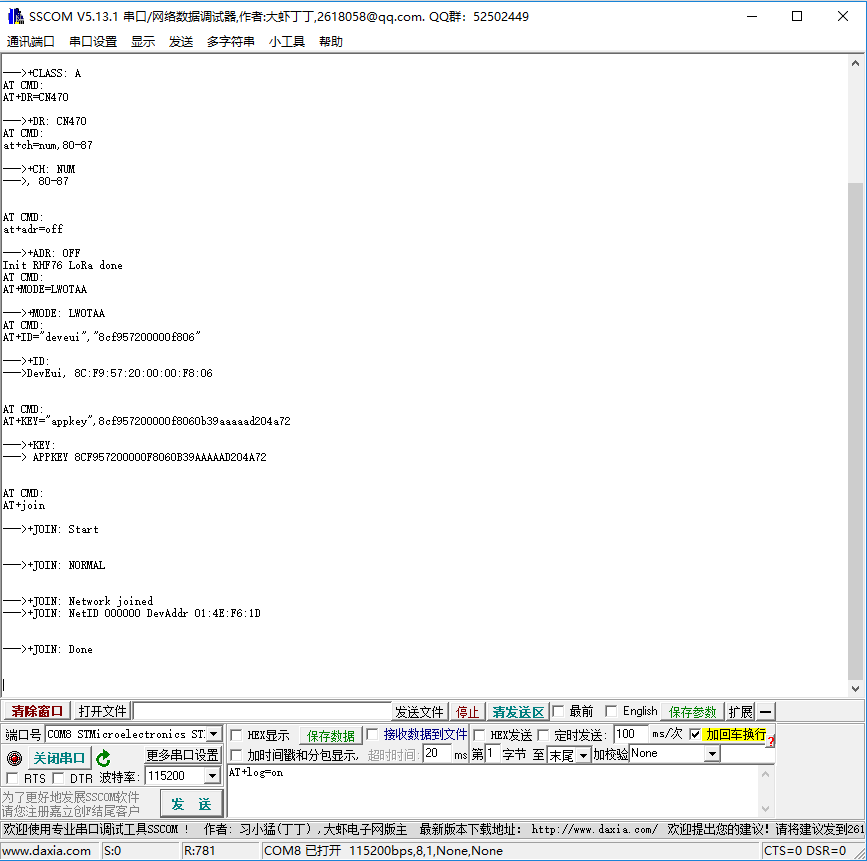 SSCOM V5.13.1 串口/网络数据调试器,作者:大虾丁丁,2618058@qq.com. QQ群: 52502449
通讯端口 串口设置 显示 发送 多字符串 小工具 帮助
--->+CLASS: A
AT CMD:
AT+DR=CN470
--->+DR: CN470
AT CMD:
at+ch=num,80-87
--->+CH: NUM
--->, 80-87
AT CMD:
at+adr=off
--->+ADR: OFF
Init RHF76 LoRa done
AT CMD:
AT+MODE=LWOTAA
--->+MODE: LWOTAA
AT CMD:
AT+ID="deveui","8cf957200000f806"
--->+ID:
--->DevEui, 8C:F9:57:20:00:00:F8:06
AT CMD:
AT+KEY="appkey",8cf957200000f8060b39aaaaad204a72
--->+KEY:
---> APPKEY 8CF957200000F8060B39AAAAAD204A72
AT CMD:
AT+join
--->+JOIN: Start
--->+JOIN: NORMAL
--->+JOIN: Network joined
--->+JOIN: NetID 000000 DevAddr 01:4E:F6:1D
--->+JOIN: Done
清除窗口 打开文件 发送文件 停止 清发送区 最前 English 保存参数 扩展 —
端口号 COM8 STMicroelectronics ST HEX显示 保存数据 接收数据到文件 HEX发送 定时发送: 100 ms/次 加回车换行 ?
关闭串口 更多串口设置 加时间戳和分包显示, 超时时间: 20 ms 第 1 字节 至 末尾 加校验 None
RTS DTR 波特率: 115200 AT+log=on
为了更好地发展SSCOM软件
请您注册嘉立创F结尾客户 发 送
欢迎使用专业串口调试工具SSCOM ! 作者: 习小猛(丁丁),大虾电子网版主 最新版本下载地址: http://www.daxia.com/ 欢迎提出您的建议! 请将建议发到261
www.daxia.com S:0 R:781 COM8 已打开 115200bps,8,1,None,None CTS=0 DSR=0